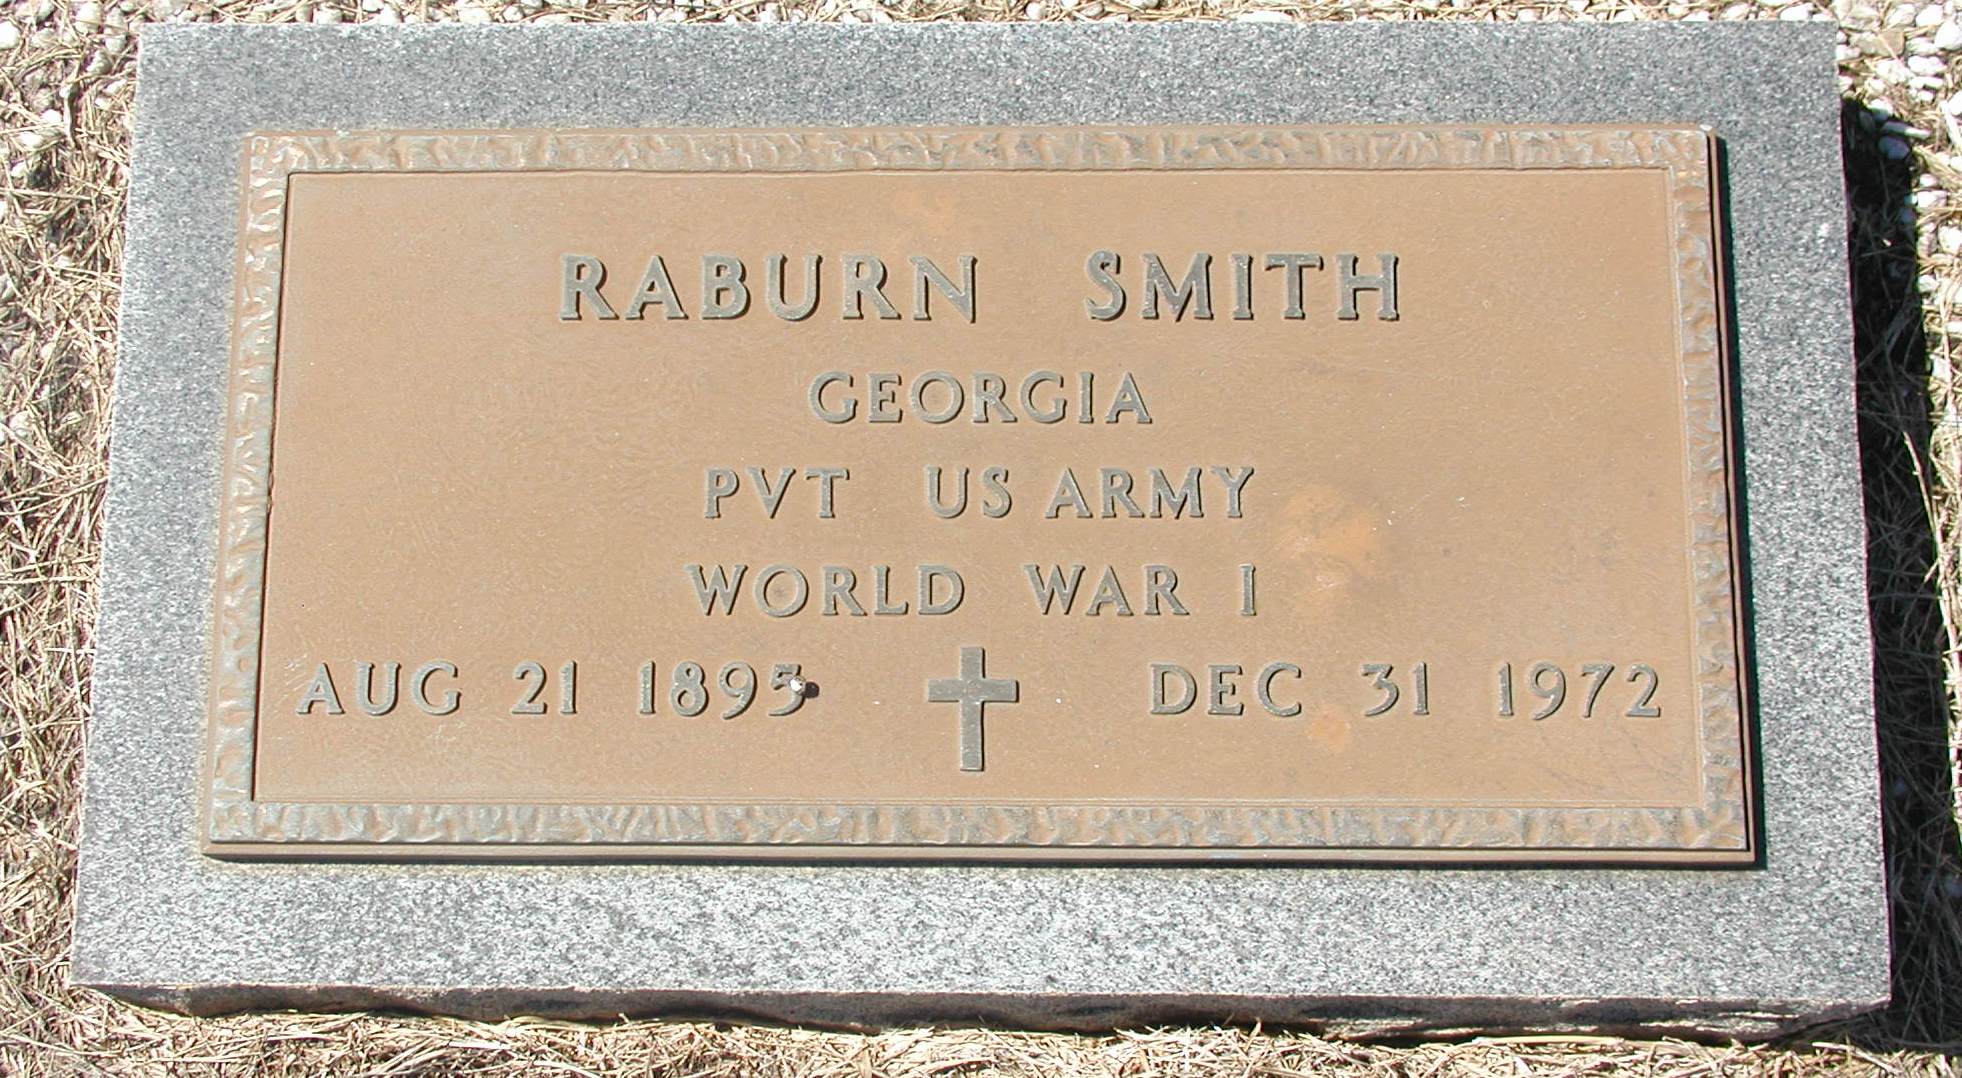 RABURN SMITH
GEORGIA
PVT US ARMY
WORLD WAR I
AUG 21 1895 DEC 31 1972